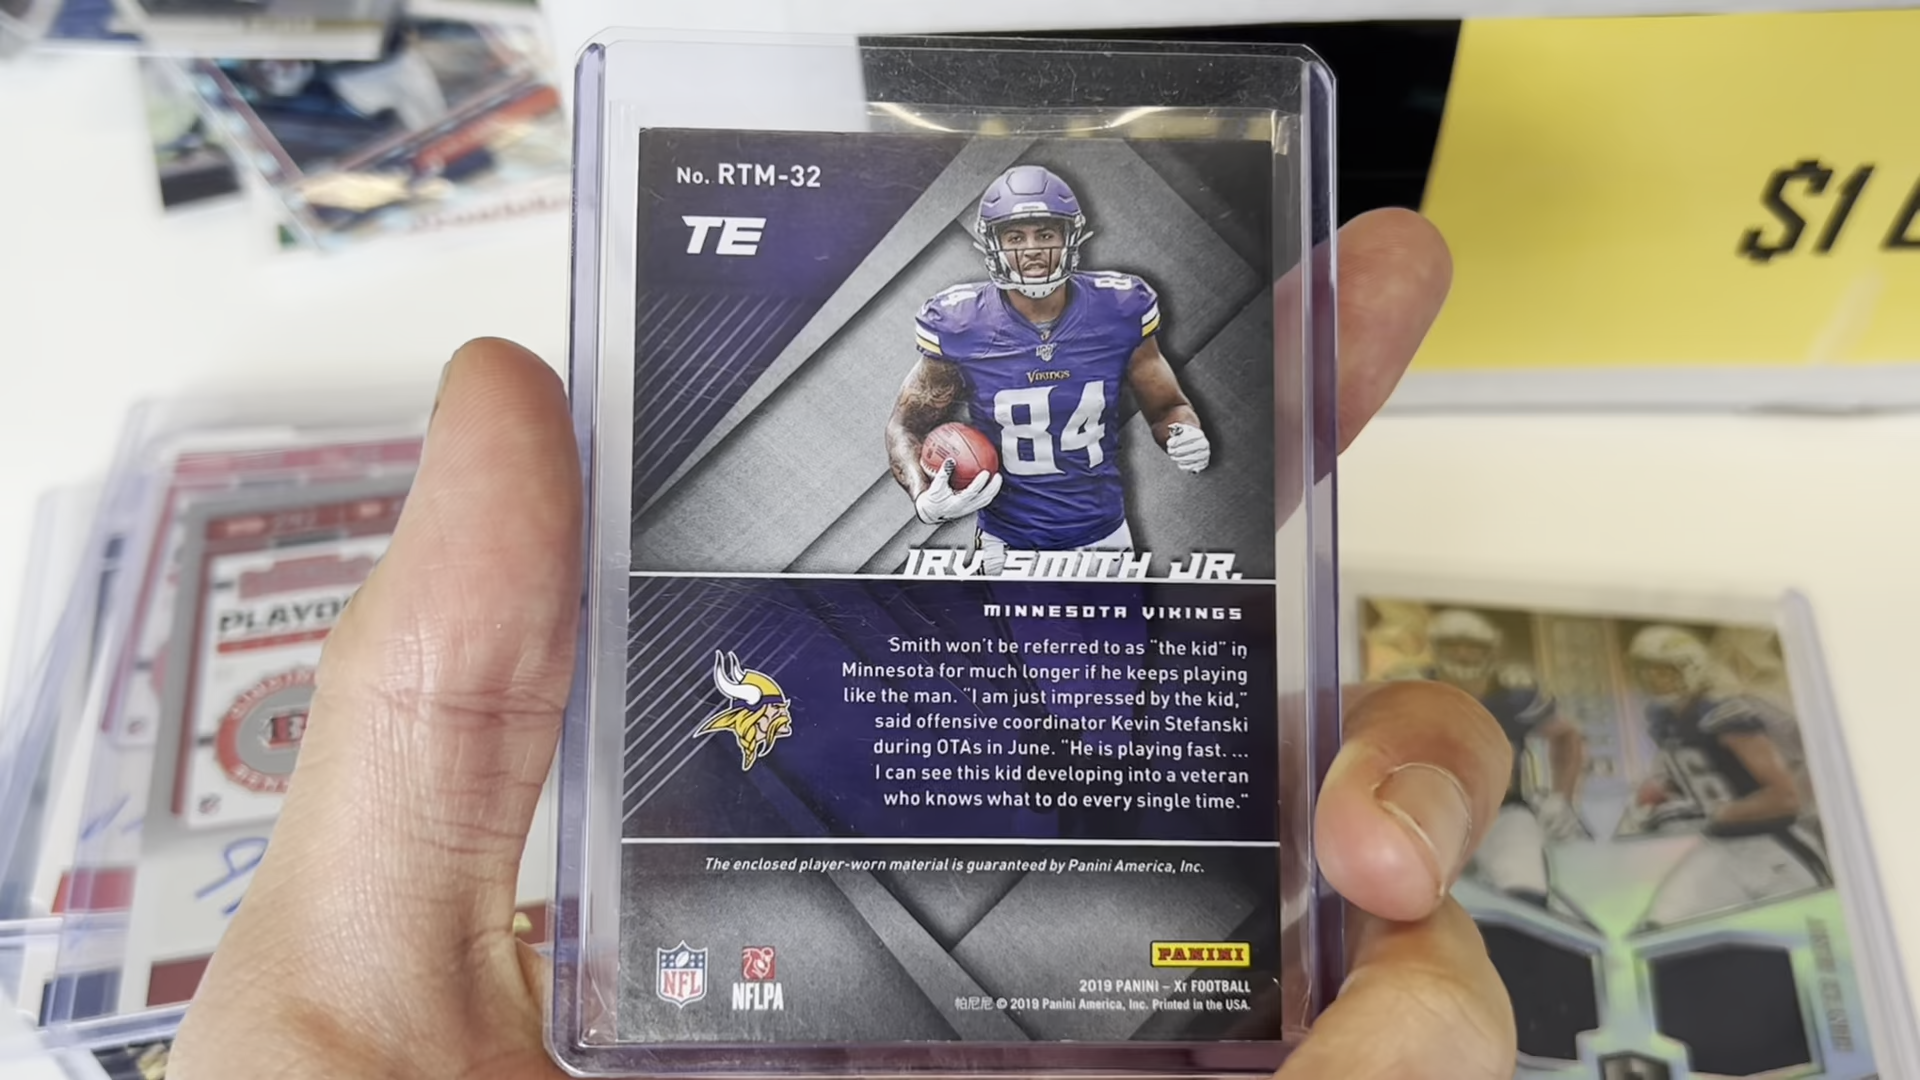 No. RTM-32
TE
84
84
VIKINGS
84
IRV SMITH JR.
MINNESOTA VIKINGS
Smith won't be referred to as "the kid" in
Minnesota for much longer if he keeps playing
like the man. "I am just impressed by the kid,"
said offensive coordinator Kevin Stefanski
during OTAs in June. "He is playing fast. ...
I can see this kid developing into a veteran
who knows what to do every single time."
The enclosed player-worn material is guaranteed by Panini America, Inc.
NFL
NFLPA
PANINI
2019 PANINI – Xr FOOTBALL
帕尼尼 © 2019 Panini America, Inc. Printed in the USA.
$1